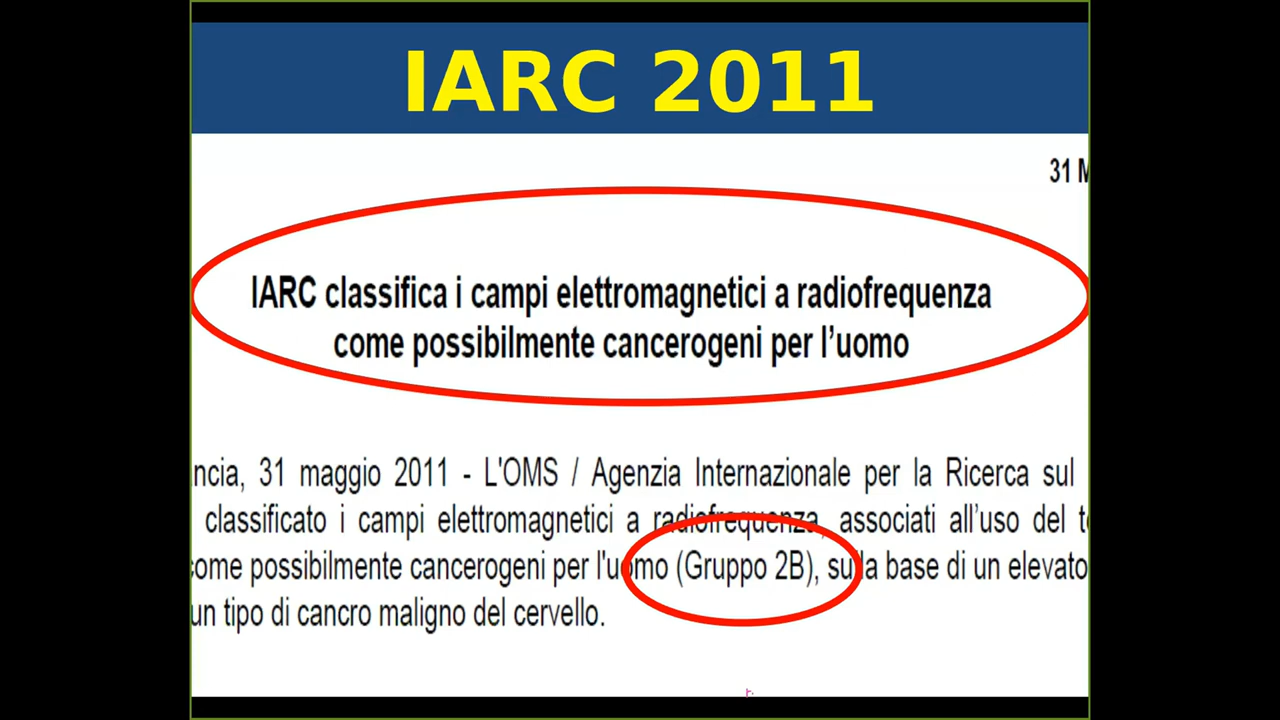 IARC 2011
31 M
IARC classifica i campi elettromagnetici a radiofrequenza
come possibilmente cancerogeni per l’uomo
ncia, 31 maggio 2011 - L'OMS / Agenzia Internazionale per la Ricerca sul
classificato i campi elettromagnetici a radiofrequenza, associati all’uso del t
come possibilmente cancerogeni per l'uomo (Gruppo 2B), sulla base di un elevato
un tipo di cancro maligno del cervello.